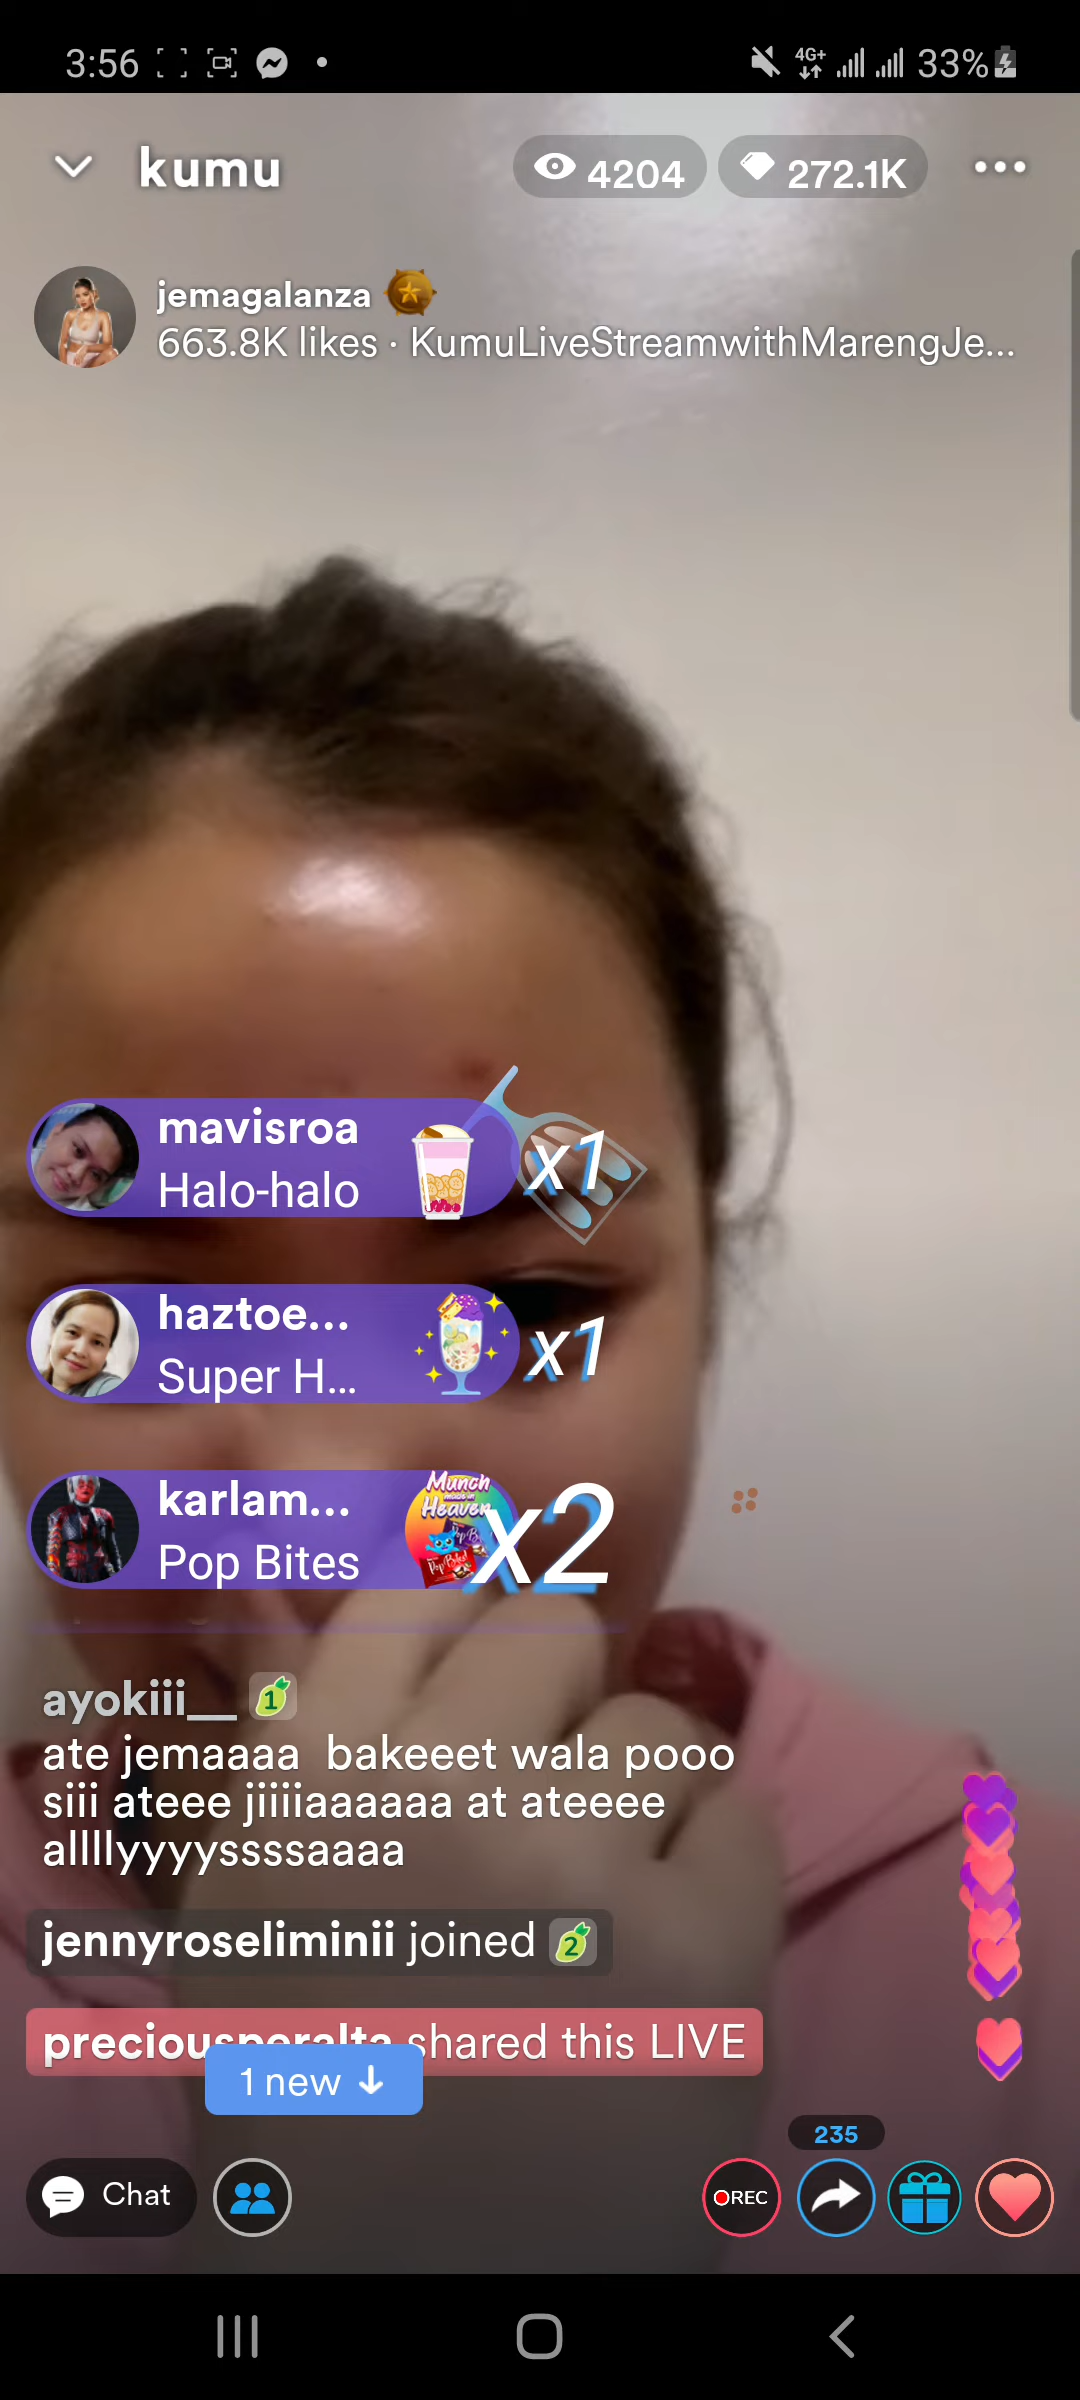 3:56
4G+
33%
kumu
4204
272.1K
jemagalanza
663.8K likes · KumuLiveStreamwithMarengJe...
mavisroa
Halo-halo
x1
haztoe...
Super H...
x1
karlam...
Pop Bites
Munch
Heaven
x2
ayokiii__ 1
ate jemaaaa bakeeet wala pooo
siii ateee jiiiiaaaaaa at ateeee
allllyyyyssssaaaa
jennyroseliminii joined 2
preciousperalta shared this LIVE
1 new
235
Chat
REC